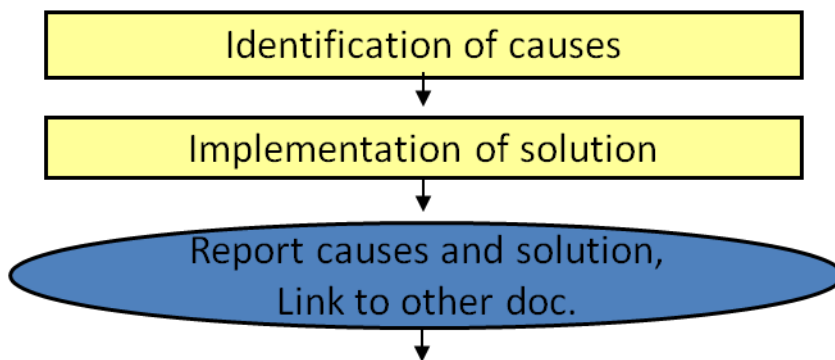 Identification of causes
Implementation of solution
Report causes and solution,
Link to other doc.